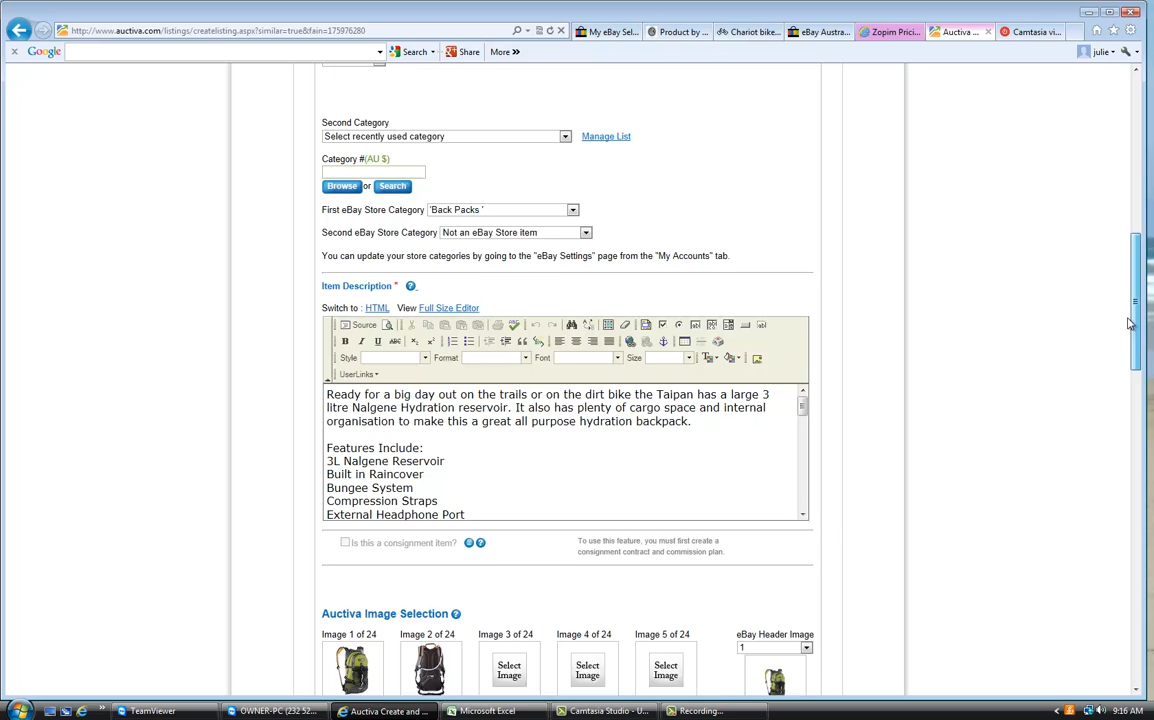 http://www.auctiva.com/listings/createlisting.aspx?similar=true&fain=175976280
My eBay Sel...
Product by ...
Chariot bike...
eBay Austra...
Zopim Prici...
Auctiva ...
Camtasia vi...
x Google
Search
Share
More »
julie
Second Category
Select recently used category
Manage List
Category #(AU $)
Browse or Search
First eBay Store Category 'Back Packs '
Second eBay Store Category Not an eBay Store item
You can update your store categories by going to the "eBay Settings" page from the "My Accounts" tab.
Item Description * ?
Switch to : HTML View Full Size Editor
Source
B I U ABC x₂ x²
Style Format Font Size
UserLinks
Ready for a big day out on the trails or on the dirt bike the Taipan has a large 3
litre Nalgene Hydration reservoir. It also has plenty of cargo space and internal
organisation to make this a great all purpose hydration backpack.
Features Include:
3L Nalgene Reservoir
Built in Raincover
Bungee System
Compression Straps
External Headphone Port
Is this a consignment item? ?
To use this feature, you must first create a
consignment contract and commission plan.
Auctiva Image Selection ?
Image 1 of 24
Image 2 of 24
Image 3 of 24
Image 4 of 24
Image 5 of 24
eBay Header Image
1
Select
Image
Select
Image
Select
Image
TeamViewer
OWNER-PC (232 52...
Auctiva Create and ...
Microsoft Excel
Camtasia Studio - U...
Recording...
9:16 AM